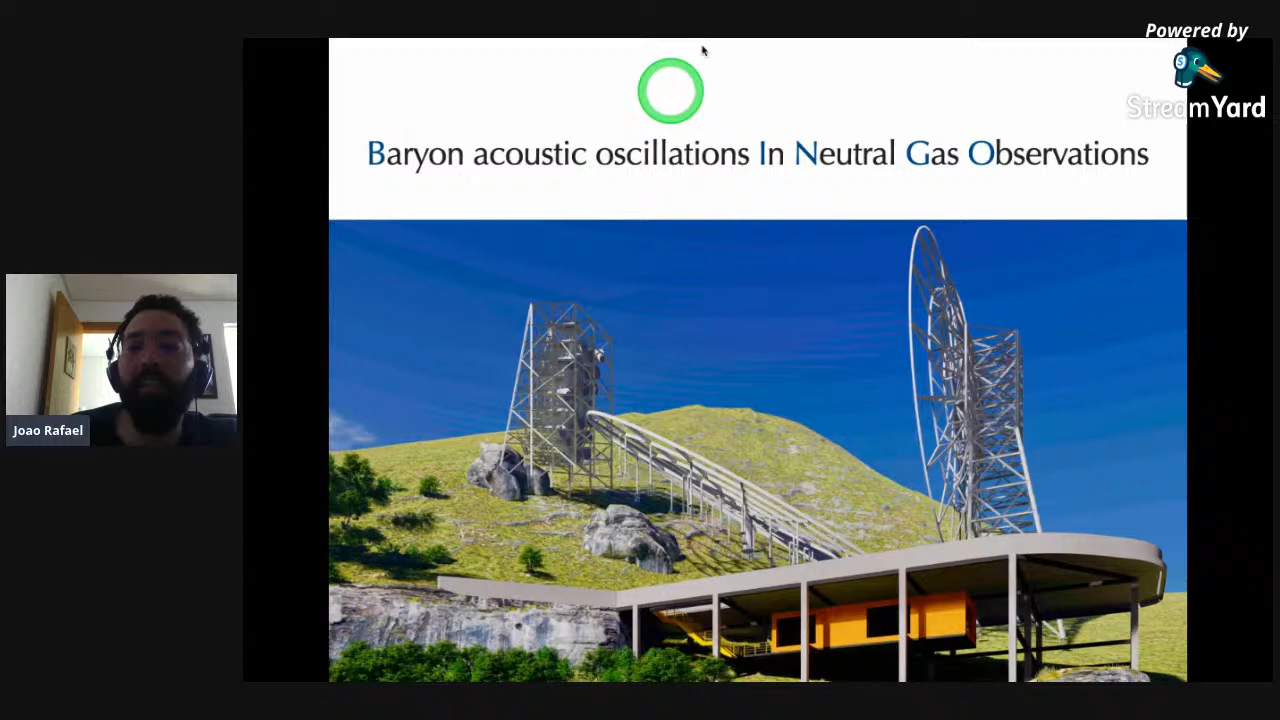 Powered by
S
StreamYard
Baryon acoustic oscillations In Neutral Gas Observations
Joao Rafael